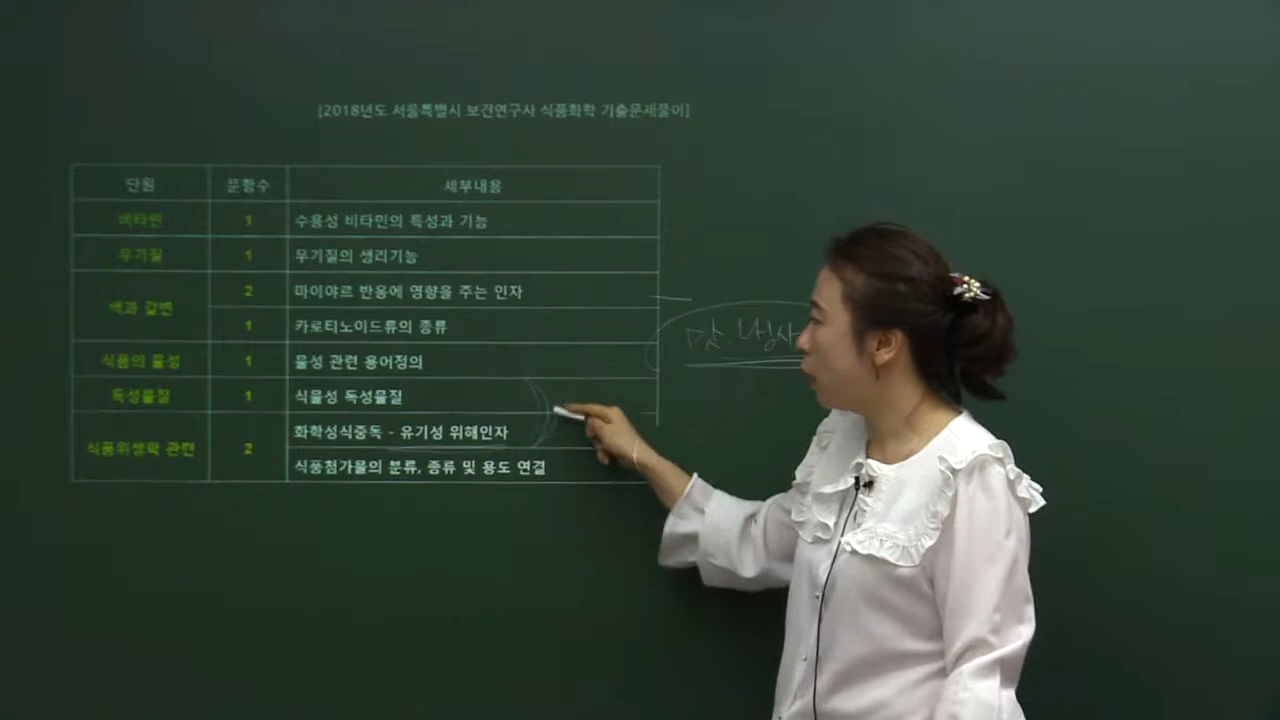 [2018년도 서울특별시 보건연구사 식품화학 기출문제풀이]
단원 문항수 세부내용
비타민 1 수용성 비타민의 특성과 기능
무기질 1 무기질의 생리기능
색과 갈변 2 마이야르 반응에 영향을 주는 인자
1 카로티노이드류의 종류
식품의 물성 1 물성 관련 용어정의
독성물질 1 식물성 독성물질
식품위생학 관련 2 화학성식중독 - 유기성 위해인자
식품첨가물의 분류, 종류 및 용도 연결
맛. 냄새